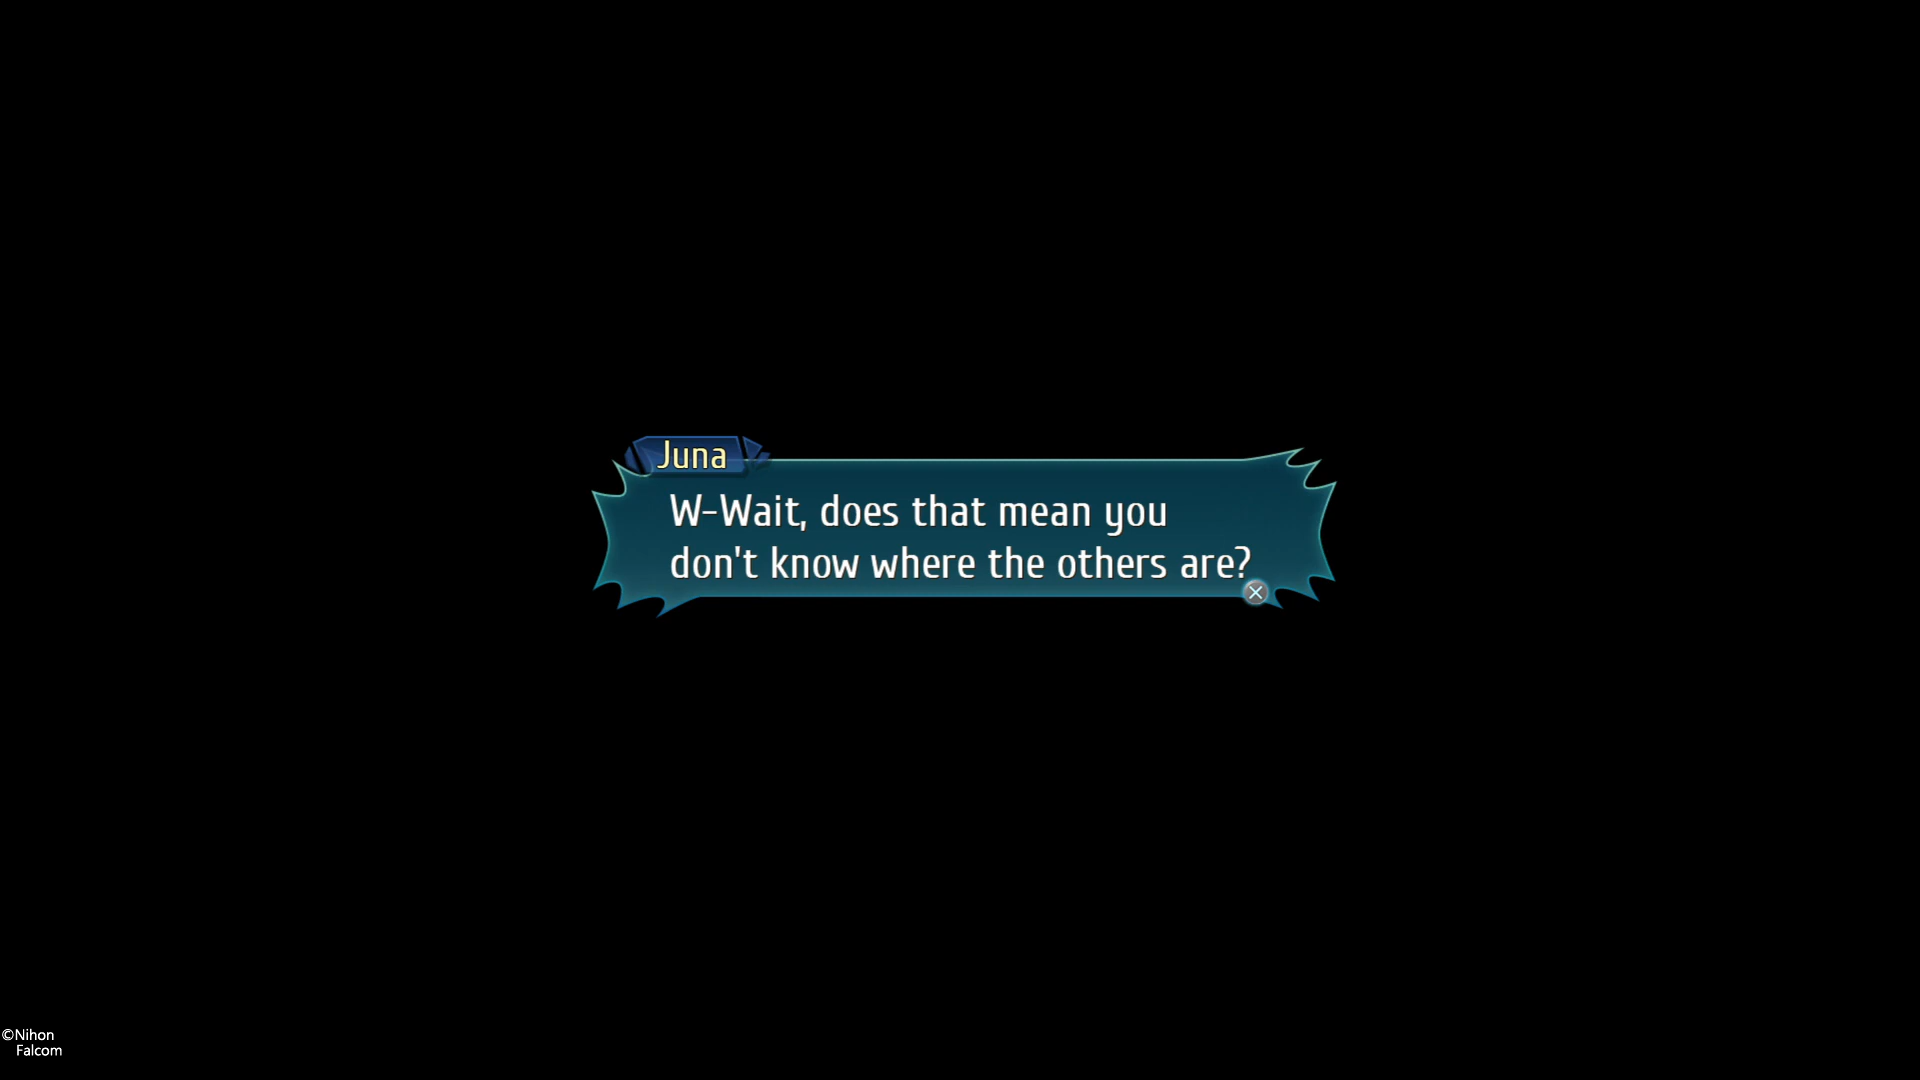 Juna
W-Wait, does that mean you
don't know where the others are?
©Nihon
Falcom